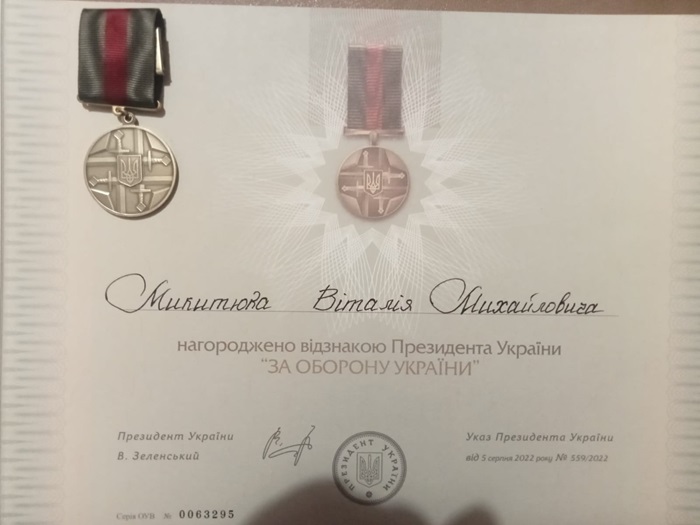 Микитюка Віталія Михайловича
нагороджено відзнакою Президента України
"ЗА ОБОРОНУ УКРАЇНИ"
Президент України
В. Зеленський
ПРЕЗИДЕНТ УКРАЇНИ
Указ Президента України
від 5 серпня 2022 року № 559/2022
Серія ОУВ № 0063295